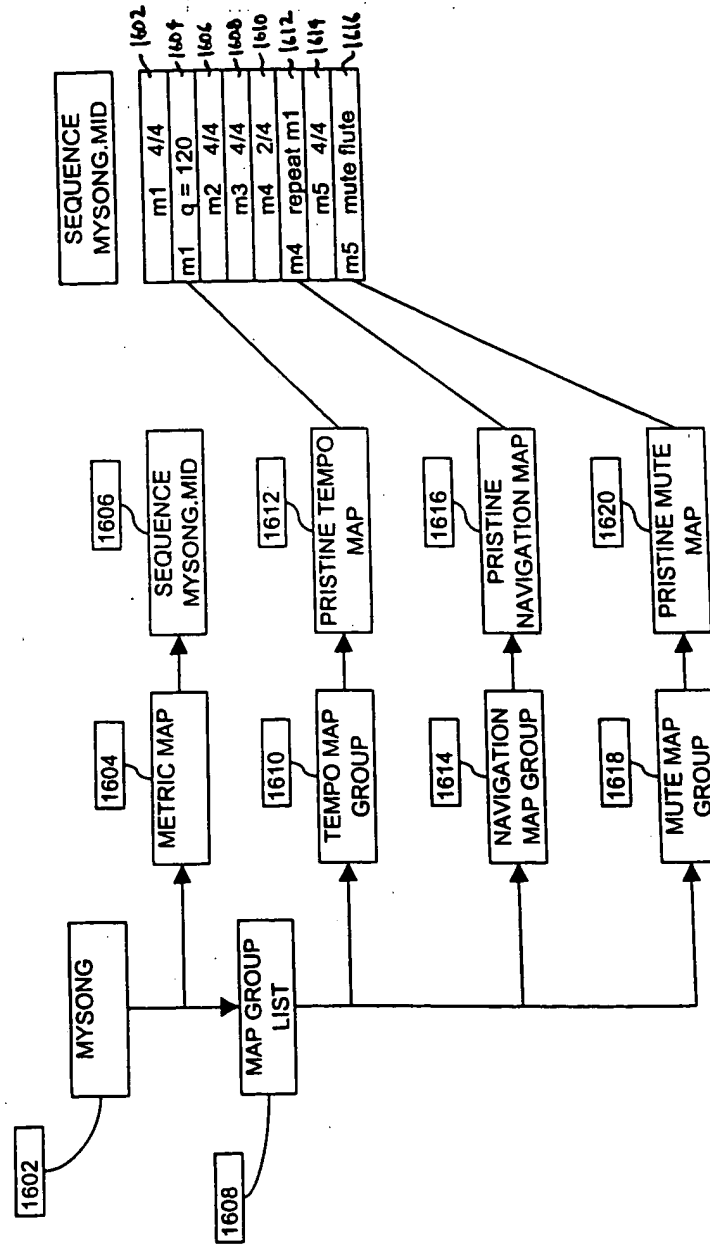 1602
MYSONG
1608
MAP GROUP
LIST
1604
METRIC MAP
1606
SEQUENCE
MYSONG.MID
1610
TEMPO MAP
GROUP
1612
PRISTINE TEMPO
MAP
1614
NAVIGATION
MAP GROUP
1616
PRISTINE
NAVIGATION MAP
1618
MUTE MAP
GROUP
1620
PRISTINE MUTE
MAP
SEQUENCE
MYSONG.MID
m1 4/4 1602
m1 q = 120 1604
m2 4/4 1606
m3 4/4 1608
m4 2/4 1610
m4 repeat m1 1612
m5 4/4 1614
m5 mute flute 1616